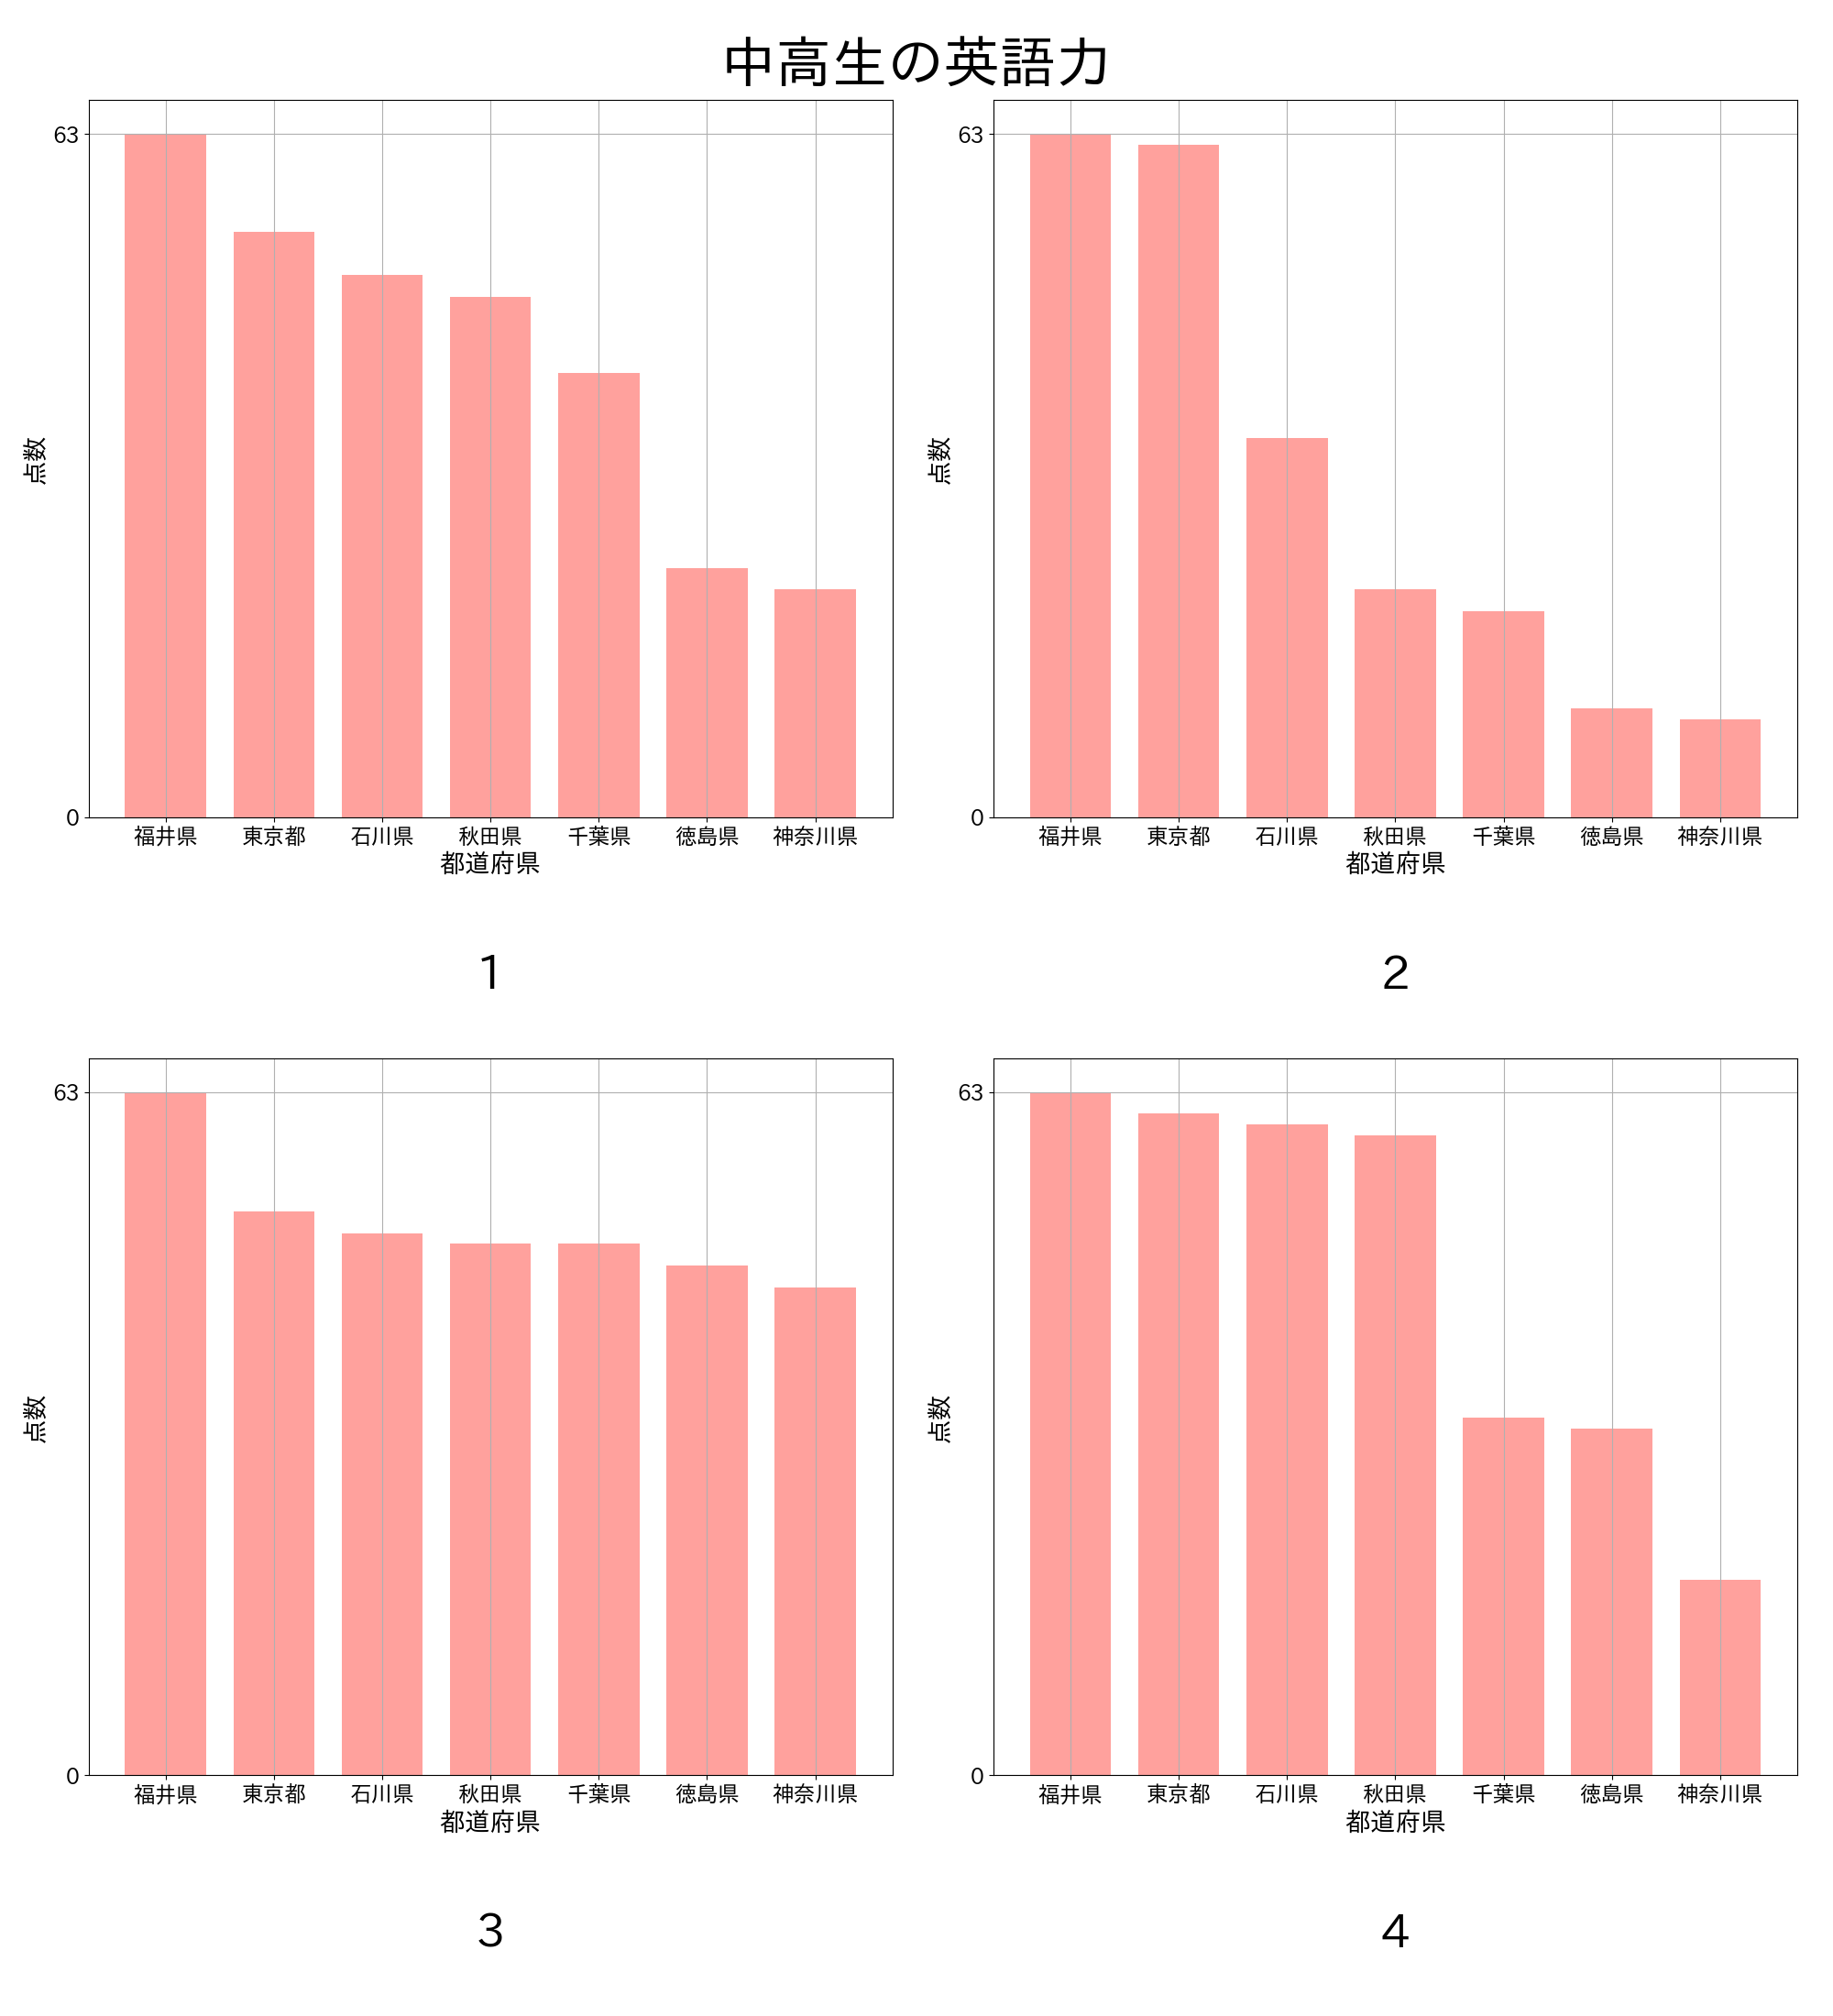 中高生の英語力
63
0
点数
福井県 東京都 石川県 秋田県 千葉県 徳島県 神奈川県
都道府県
1
63
0
点数
福井県 東京都 石川県 秋田県 千葉県 徳島県 神奈川県
都道府県
2
63
0
点数
福井県 東京都 石川県 秋田県 千葉県 徳島県 神奈川県
都道府県
3
63
0
点数
福井県 東京都 石川県 秋田県 千葉県 徳島県 神奈川県
都道府県
4